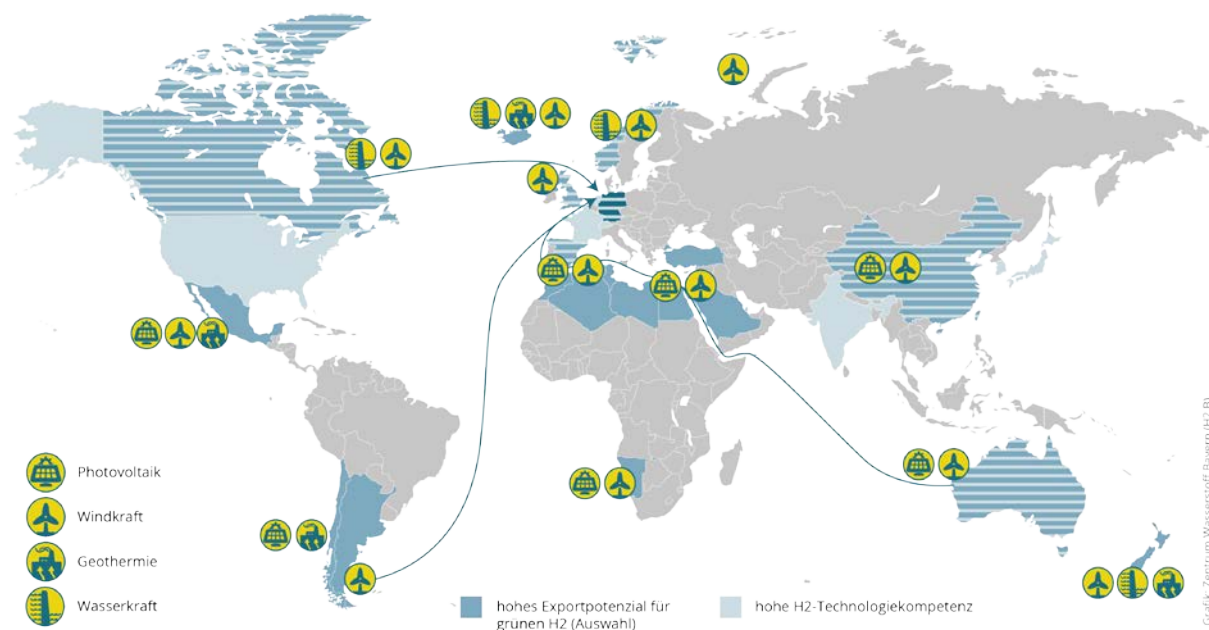 Photovoltaik
Windkraft
Geothermie
Wasserkraft
hohes Exportpotenzial für
grünen H2 (Auswahl)
hohe H2-Technologiekompetenz
Grafik: Zentrum Wasserstoff.Bayern (H2.B)